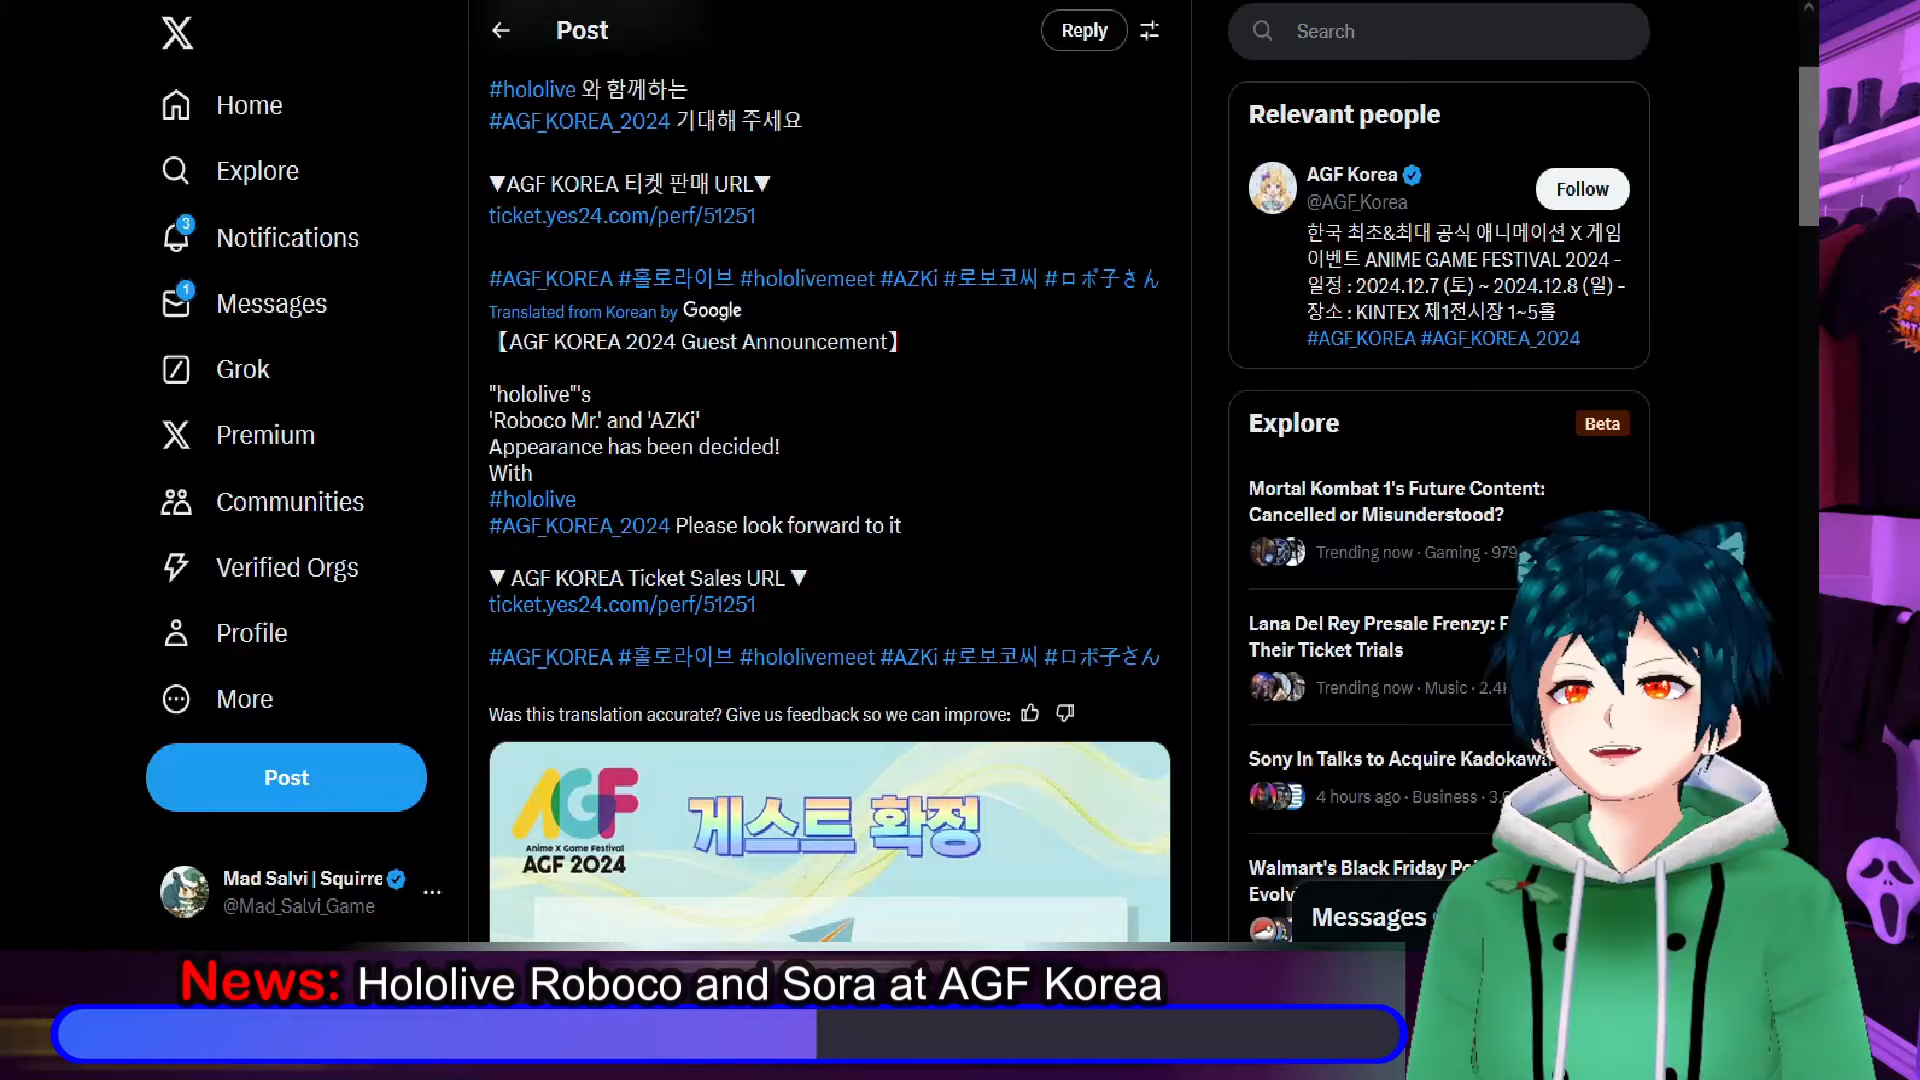 Home
Explore
3
Notifications
1
Messages
Grok
Premium
Communities
Verified Orgs
Profile
More
Post
Mad Salvi | Squirre
@Mad_Salvi_Game
Post
Reply
#hololive 와 함께하는
#AGF_KOREA_2024 기대해 주세요
▼AGF KOREA 티켓 판매 URL▼
ticket.yes24.com/perf/51251
#AGF_KOREA #홀로라이브 #hololivemeet #AZKi #로보코씨 #ロボ子さん
Translated from Korean by Google
【AGF KOREA 2024 Guest Announcement】
"hololive"'s
'Roboco Mr.' and 'AZKi'
Appearance has been decided!
With
#hololive
#AGF_KOREA_2024 Please look forward to it
▼ AGF KOREA Ticket Sales URL ▼
ticket.yes24.com/perf/51251
#AGF_KOREA #홀로라이브 #hololivemeet #AZKi #로보코씨 #ロボ子さん
Was this translation accurate? Give us feedback so we can improve:
AGF
Anime X Game Festival
AGF 2024
게스트 확정
Search
Relevant people
AGF Korea
@AGF_Korea
Follow
한국 최초&최대 공식 애니메이션 X 게임
이벤트 ANIME GAME FESTIVAL 2024 -
일정 : 2024.12.7 (토) ~ 2024.12.8 (일) -
장소 : KINTEX 제1전시장 1~5홀
#AGF_KOREA #AGF_KOREA_2024
Explore
Beta
Mortal Kombat 1's Future Content:
Cancelled or Misunderstood?
Trending now · Gaming · 979
Lana Del Rey Presale Frenzy: F
Their Ticket Trials
Trending now · Music · 2.4K
Sony In Talks to Acquire Kadokawa
4 hours ago · Business · 3.
Walmart's Black Friday Po
Evolvi
Messages
News: Hololive Roboco and Sora at AGF Korea